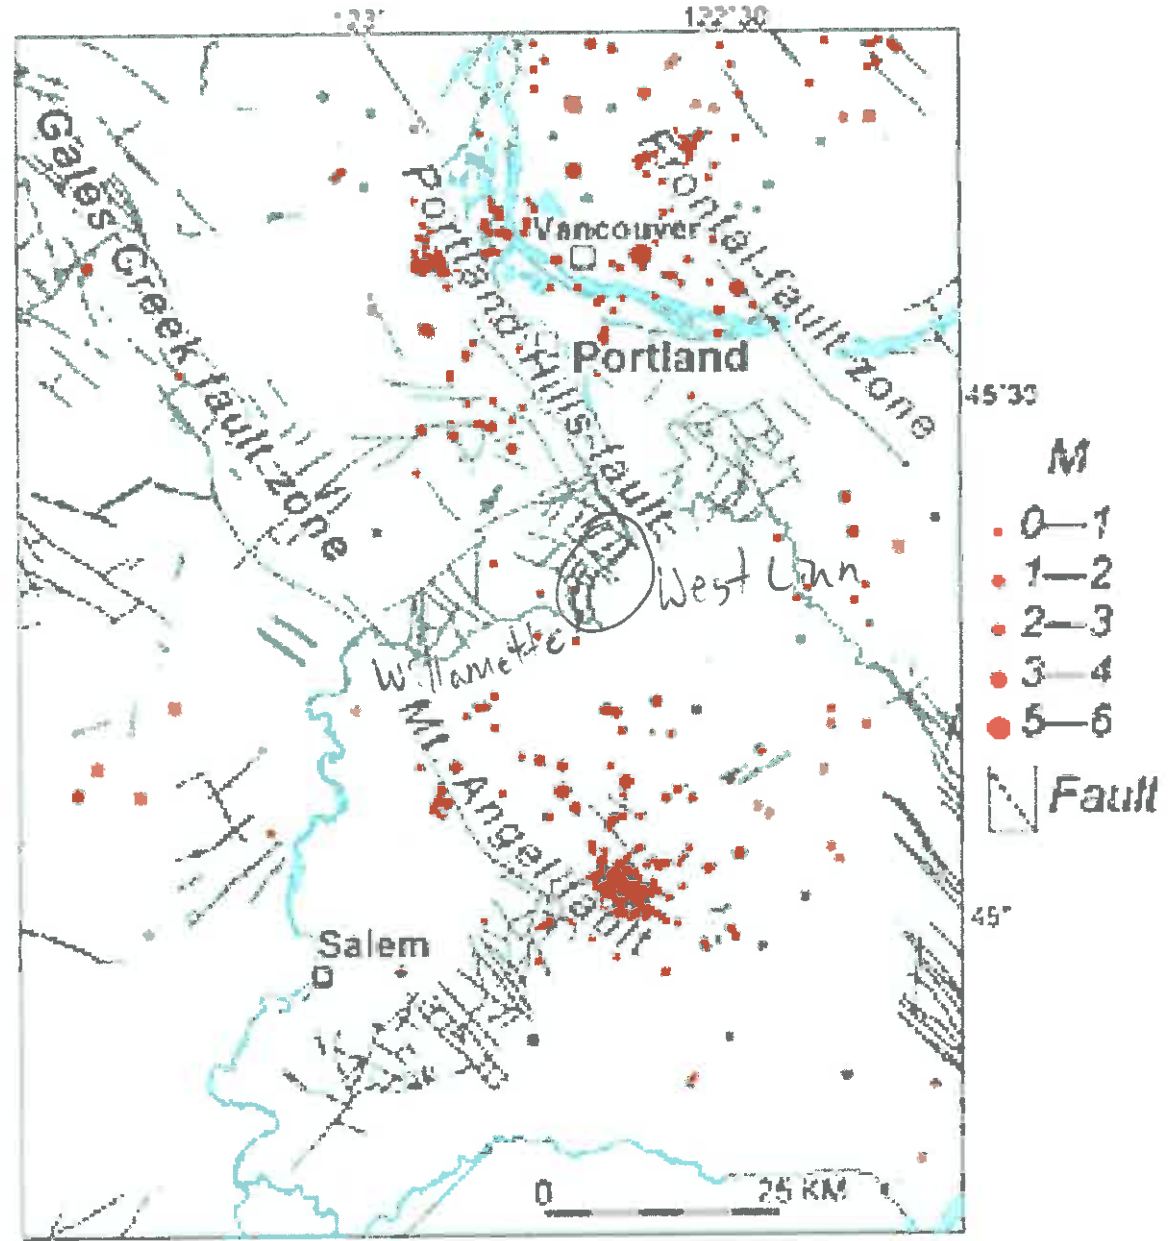 122°30'
Gales Creek fault zone
Portland Hills fault
Frontal fault zone
Vancouver
Portland
45°30'
M
0—1
1—2
2—3
3—4
5—6
Fault
West Linn
Willamette
Mt. Angel fault
45°
Salem
0 25 KM